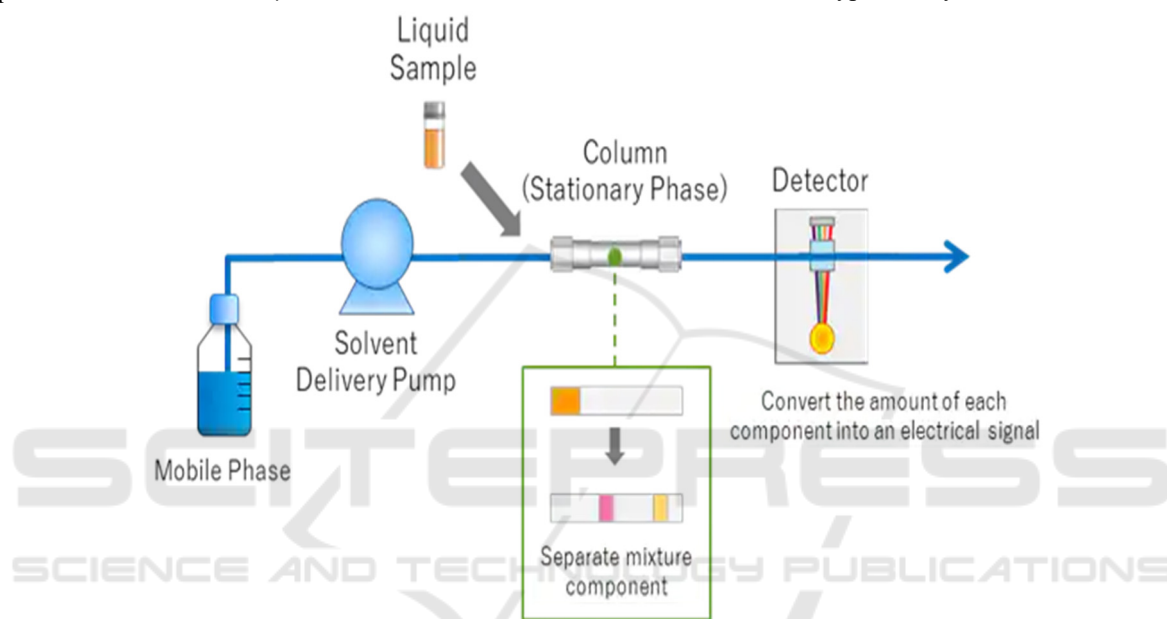 Liquid
Sample
Column
(Stationary Phase)
Detector
Solvent
Delivery Pump
Mobile Phase
Convert the amount of each
component into an electrical signal
Separate mixture
component
SCITEPRESS
SCIENCE AND TECHNOLOGY PUBLICATIONS